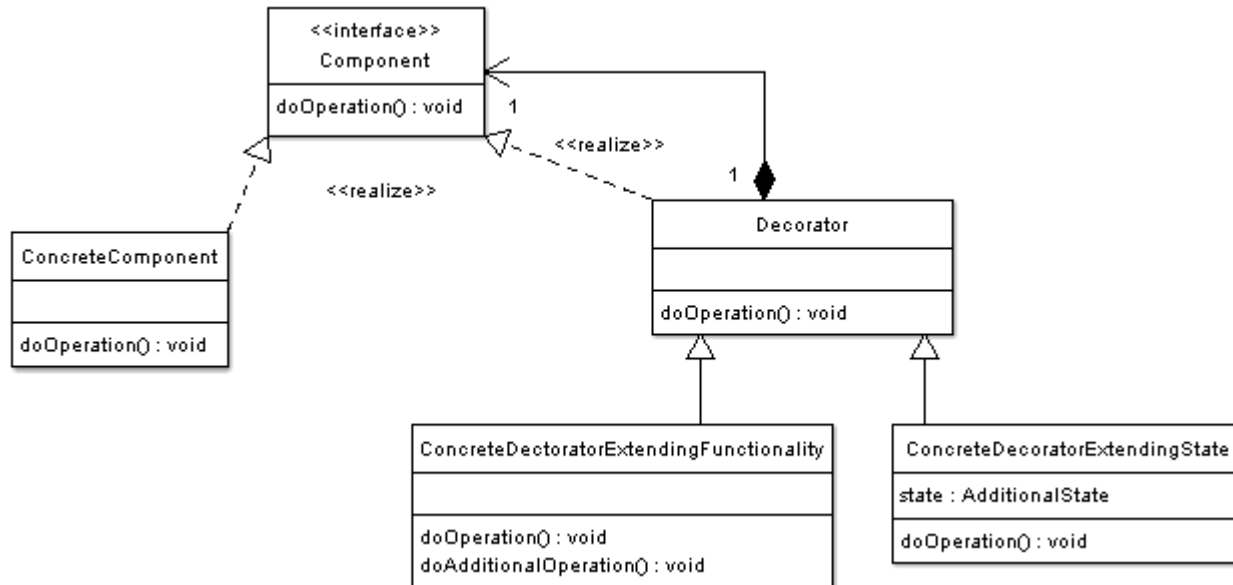 <<interface>>
Component
doOperation() : void
1
<<realize>>
<<realize>>
1
Decorator
doOperation() : void
ConcreteComponent
doOperation() : void
ConcreteDectoratorExtendingFunctionality
doOperation() : void
doAdditionalOperation() : void
ConcreteDecoratorExtendingState
state : AdditionalState
doOperation() : void